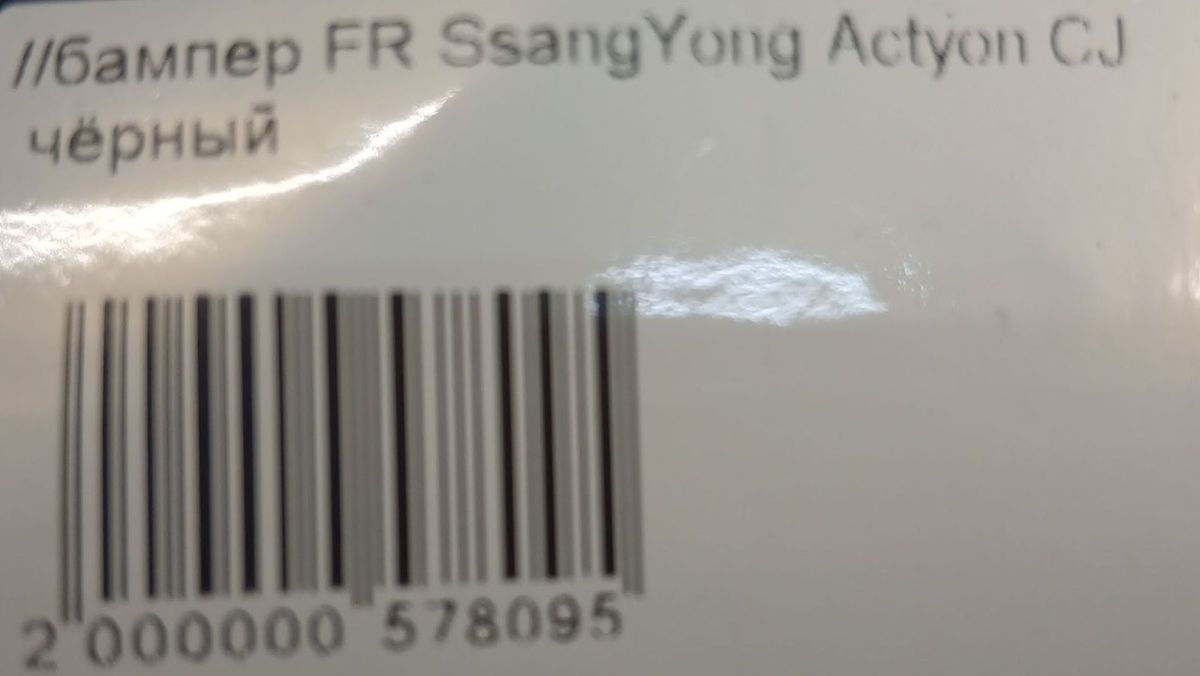 //бампер FR SsangYong Actyon CJ
чёрный
2 000000 578095